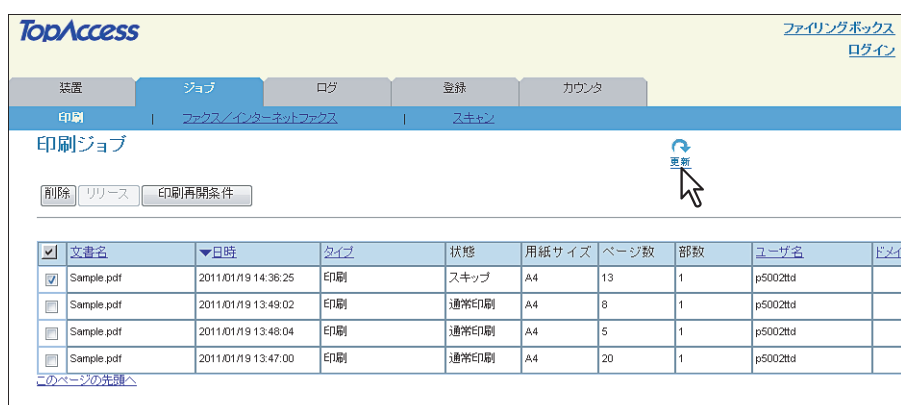 TopAccess
ファイリングボックス
ログイン
装置 ジョブ ログ 登録 カウンタ
印刷 | ファクス／インターネットファクス | スキャン
印刷ジョブ
更新
削除 リリース 印刷再開条件
文書名 ▼日時 タイプ 状態 用紙サイズ ページ数 部数 ユーザ名 ドメイ
Sample.pdf 2011/01/19 14:36:25 印刷 スキップ A4 13 1 p5002ttd
Sample.pdf 2011/01/19 13:49:02 印刷 通常印刷 A4 8 1 p5002ttd
Sample.pdf 2011/01/19 13:48:04 印刷 通常印刷 A4 5 1 p5002ttd
Sample.pdf 2011/01/19 13:47:00 印刷 通常印刷 A4 20 1 p5002ttd
このページの先頭へ